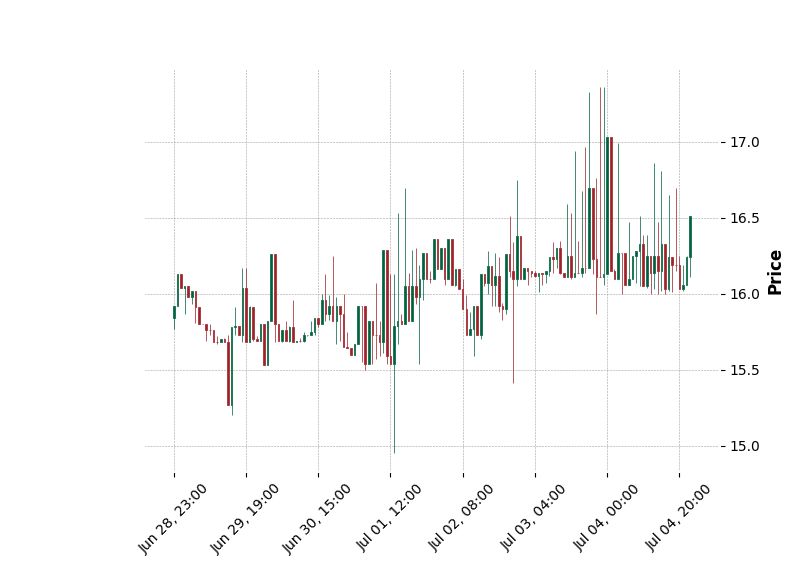 17.0
16.5
16.0
15.5
15.0
Price
Jun 28, 23:00
Jun 29, 19:00
Jun 30, 15:00
Jul 01, 12:00
Jul 02, 08:00
Jul 03, 04:00
Jul 04, 00:00
Jul 04, 20:00